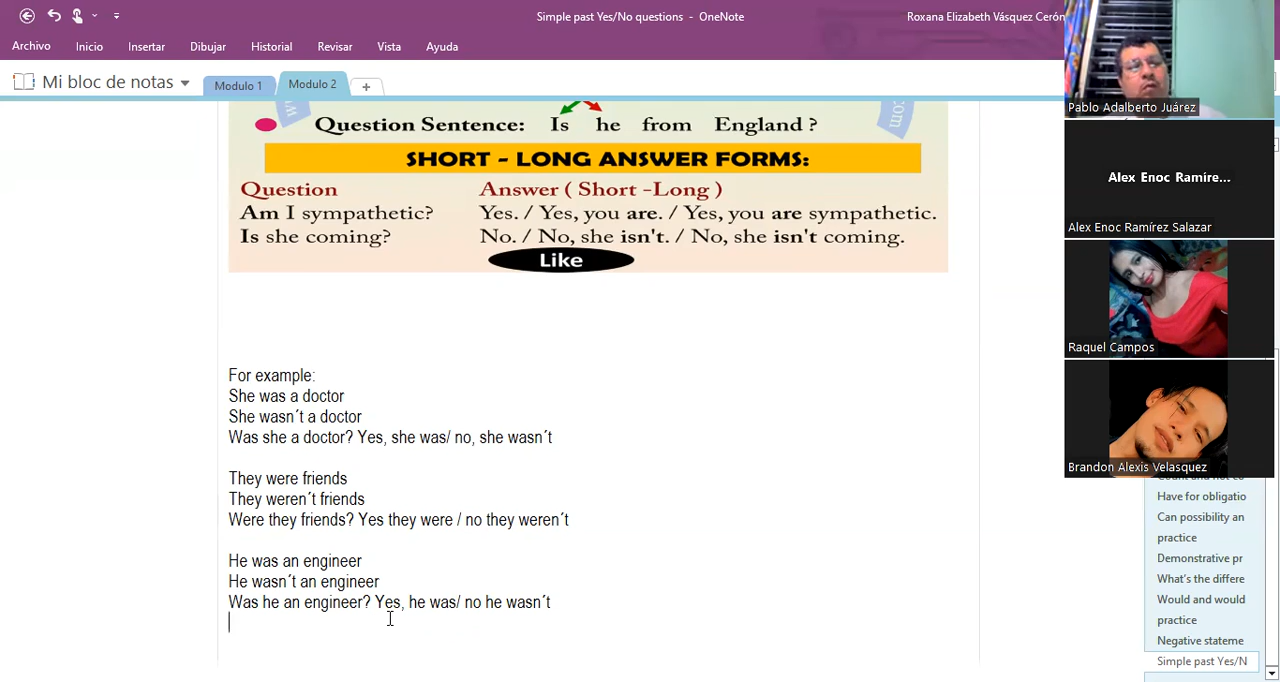 Simple past Yes/No questions - OneNote
Roxana Elizabeth Vásquez Cerón
Archivo Inicio Insertar Dibujar Historial Revisar Vista Ayuda
Mi bloc de notas Modulo 1 Modulo 2 +
Pablo Adalberto Juárez
Alex Enoc Ramíre...
Alex Enoc Ramírez Salazar
Raquel Campos
Brandon Alexis Velasquez
com
Question Sentence: Is he from England ?
SHORT - LONG ANSWER FORMS:
Question Answer ( Short -Long )
Am I sympathetic? Yes. / Yes, you are. / Yes, you are sympathetic.
Is she coming? No. / No, she isn't. / No, she isn't coming.
Like
For example:
She was a doctor
She wasn´t a doctor
Was she a doctor? Yes, she was/ no, she wasn´t
They were friends
They weren´t friends
Were they friends? Yes they were / no they weren´t
He was an engineer
He wasn´t an engineer
Was he an engineer? Yes, he was/ no he wasn´t
Have for obligatio
Can possibility an
practice
Demonstrative pr
What's the differe
Would and would
practice
Negative stateme
Simple past Yes/N